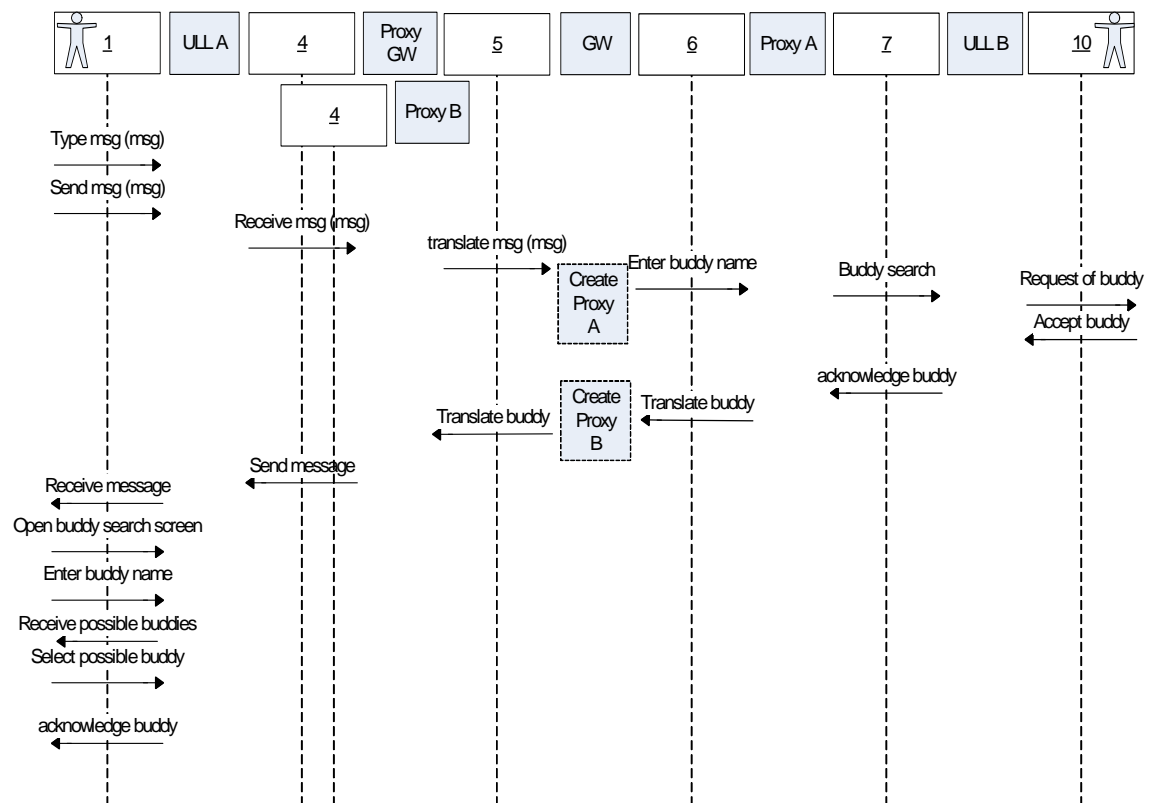 1
ULL A
4
Proxy
GW
5
GW
6
Proxy A
7
ULL B
10
4
Proxy B
Type msg (msg)
Send msg (msg)
Receive msg (msg)
translate msg (msg)
Enter buddy name
Buddy search
Request of buddy
Create
Proxy
A
Accept buddy
acknowledge buddy
Create
Proxy
B
Translate buddy
Translate buddy
Send message
Receive message
Open buddy search screen
Enter buddy name
Receive possible buddies
Select possible buddy
acknowledge buddy